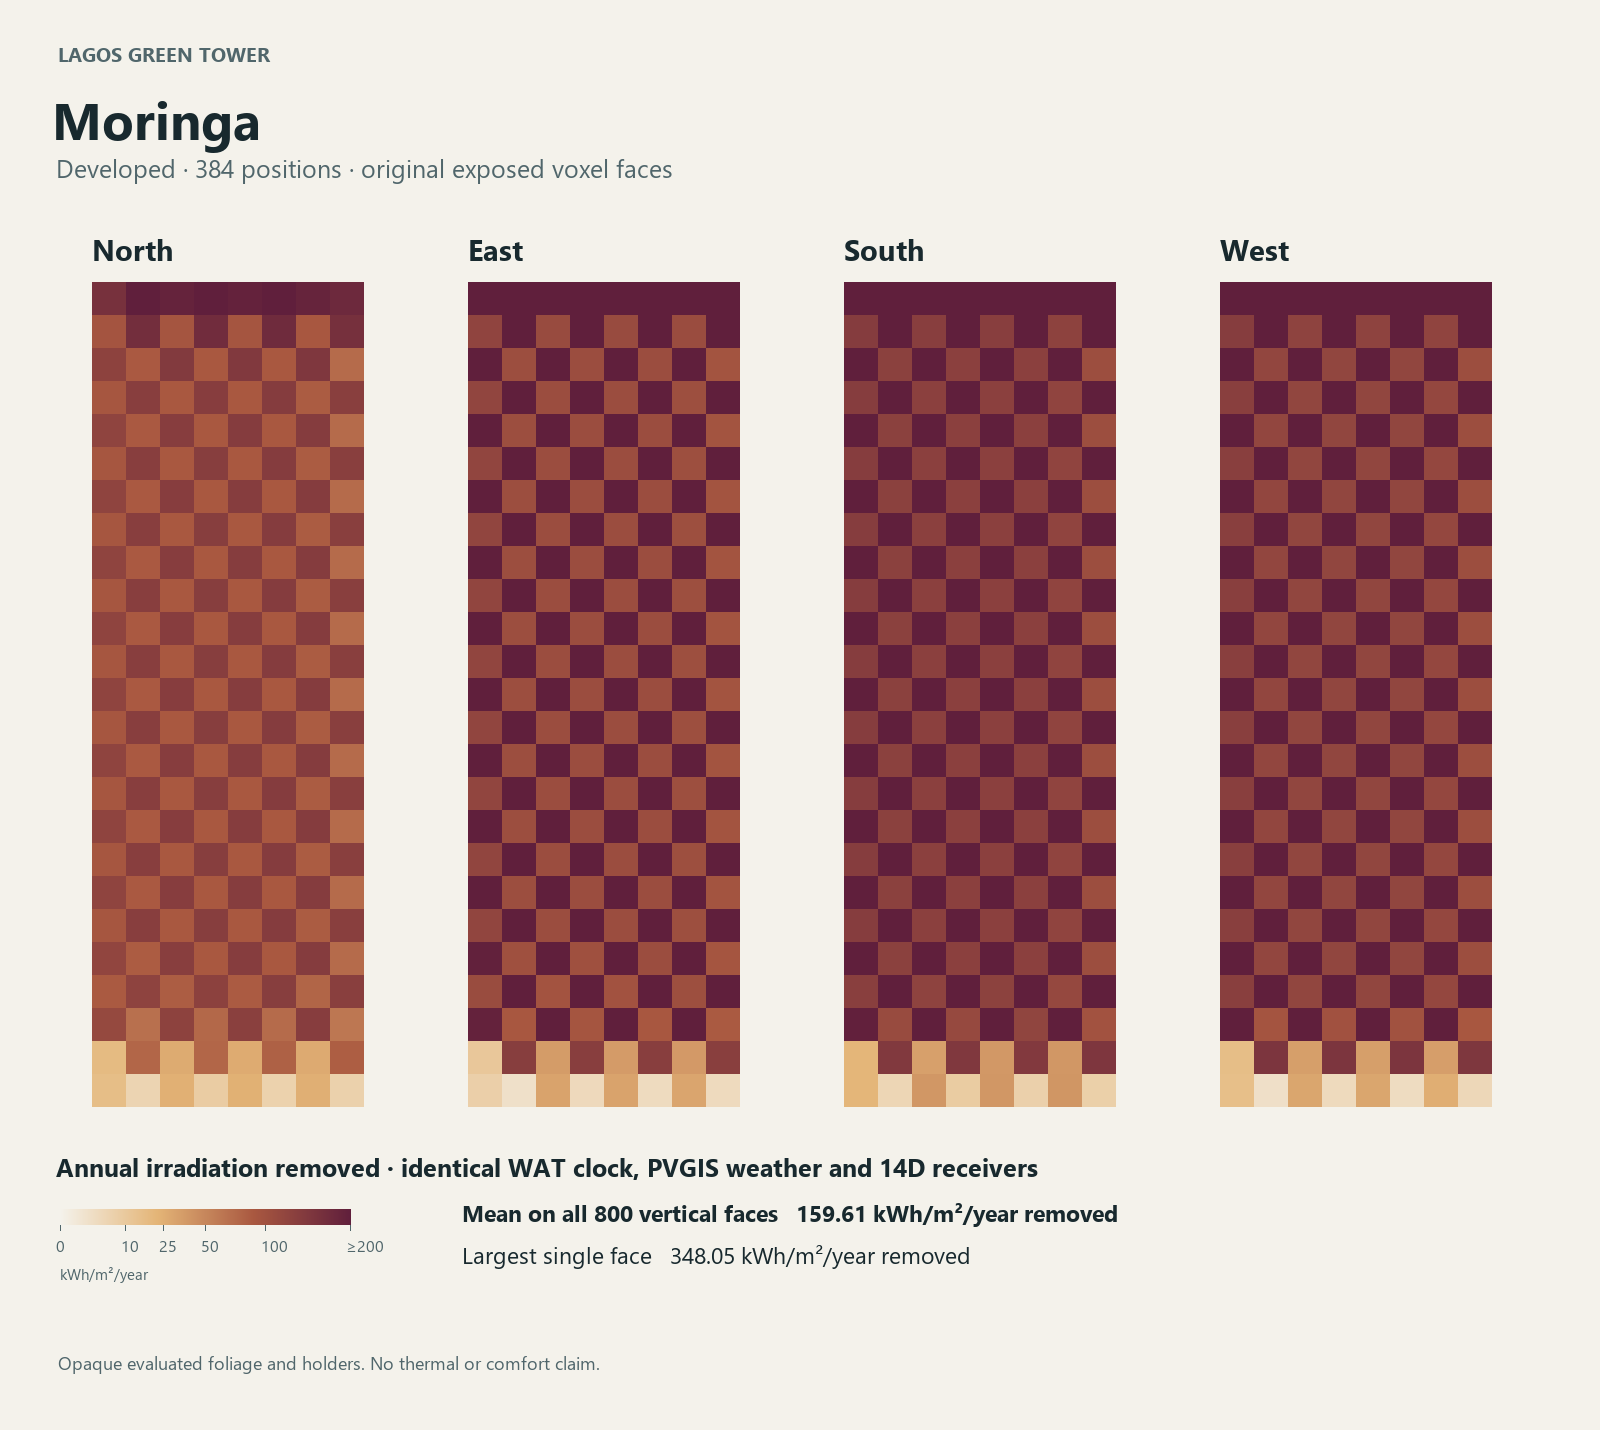 LAGOS GREEN TOWER
Moringa
Developed · 384 positions · original exposed voxel faces
North East South West
Annual irradiation removed · identical WAT clock, PVGIS weather and 14D receivers
Mean on all 800 vertical faces 159.61 kWh/m²/year removed
0 10 25 50 100 ≥200
Largest single face 348.05 kWh/m²/year removed
kWh/m²/year
Opaque evaluated foliage and holders. No thermal or comfort claim.